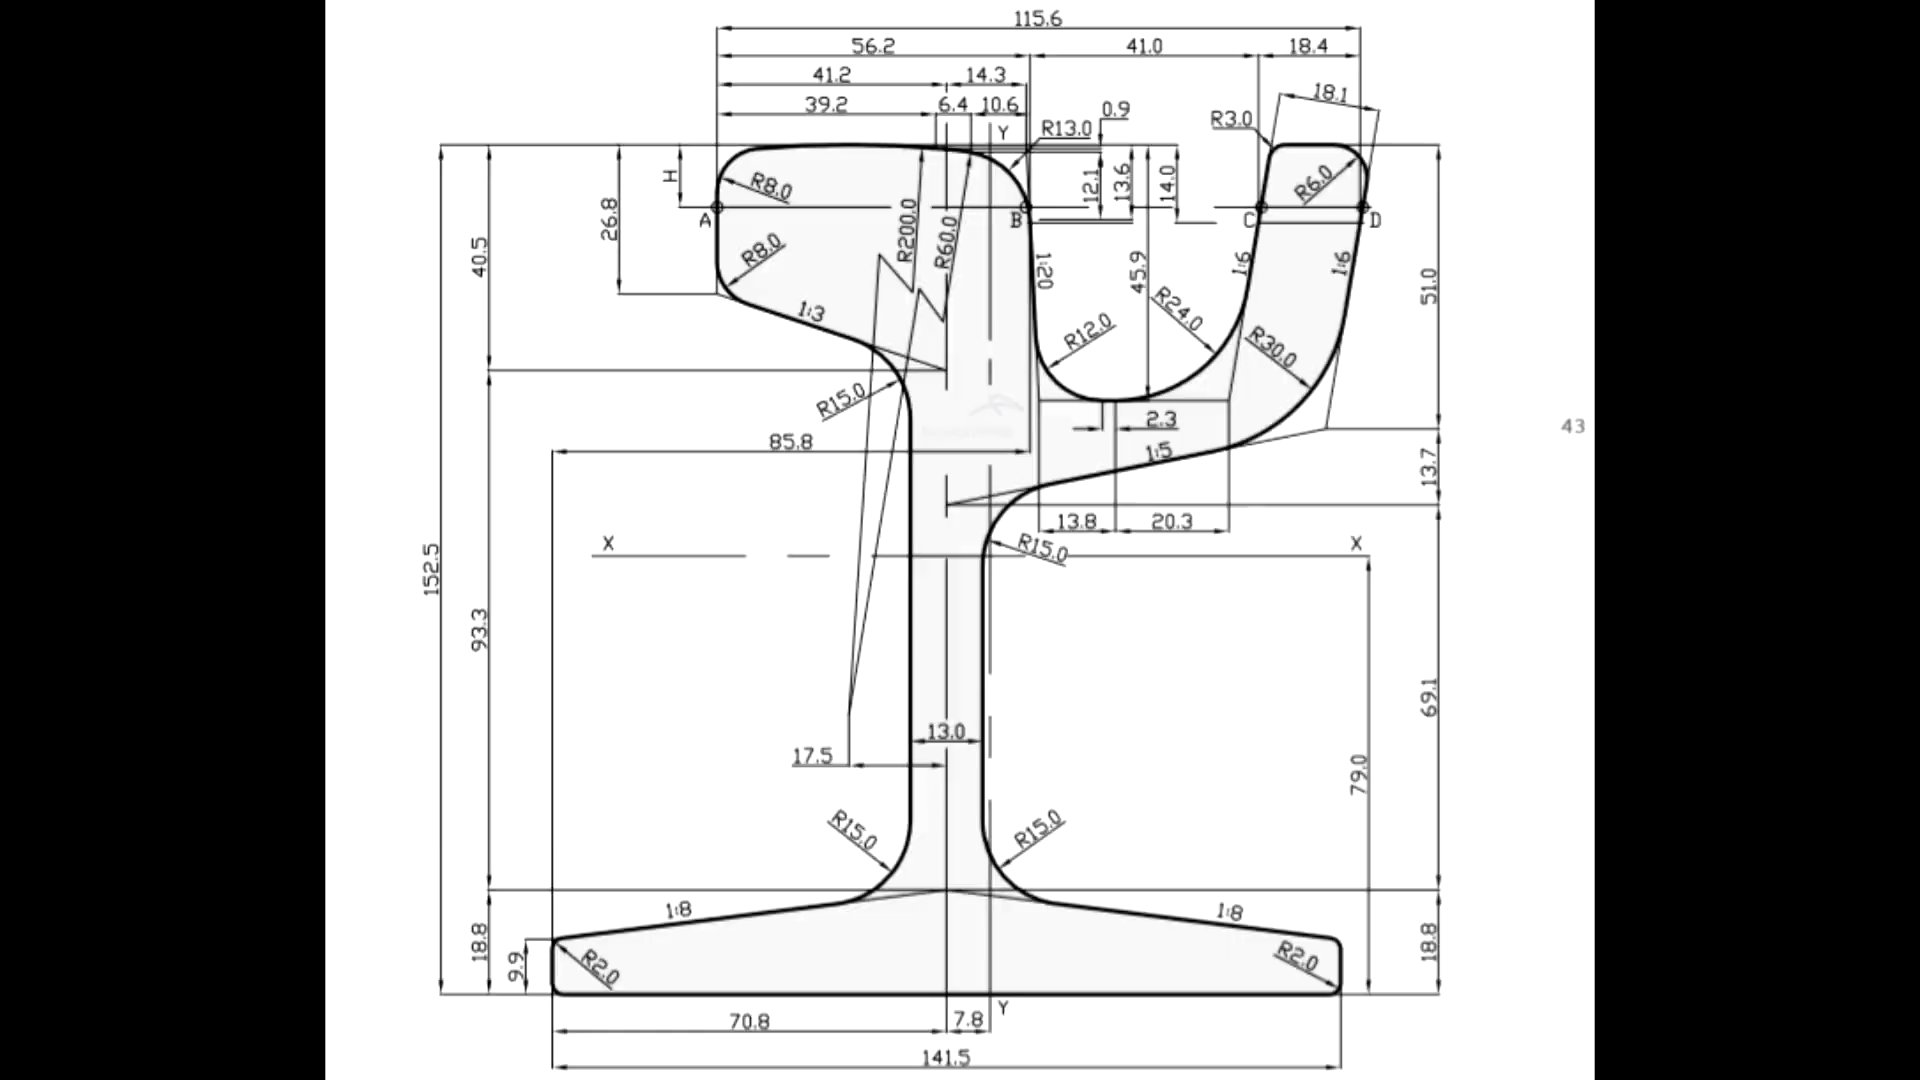 115.6
56.2 41.0 18.4
41.2 14.3
39.2 6.4 10.6
0.9
18.1
R3.0
Y
R13.0
H
R8.0
12.1
13.6
14.0
R6.0
26.8
A
B
C
D
R200.0
R60.0
R8.0
40.5
1:20
45.9
1:6
1:6
51.0
1:3
R24.0
R12.0
R30.0
R15.0
2.3
43
85.8
1:5
13.7
13.8 20.3
X
R15.0
X
152.5
93.3
69.1
13.0
17.5
79.0
R15.0
R15.0
1:8
1:8
18.8
9.9
R2.0
R2.0
18.8
Y
70.8 7.8
141.5